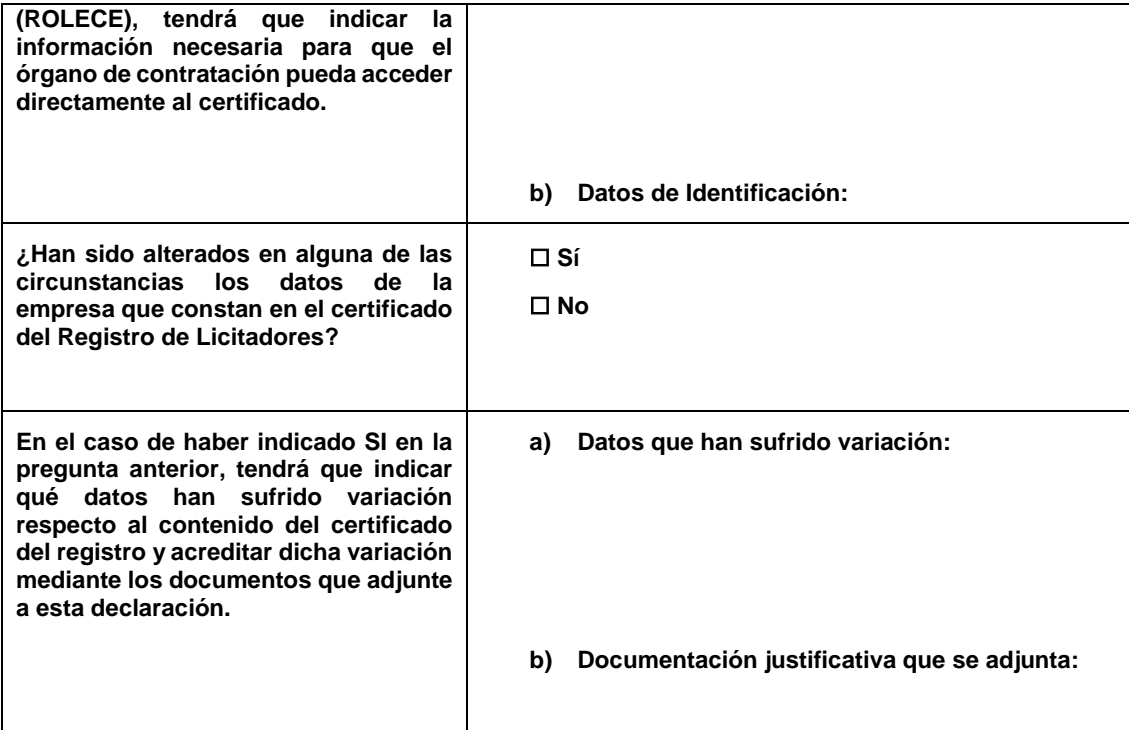 (ROLECE), tendrá que indicar la
información necesaria para que el
órgano de contratación pueda acceder
directamente al certificado.
b) Datos de Identificación:
¿Han sido alterados en alguna de las
circunstancias los datos de la
empresa que constan en el certificado
del Registro de Licitadores?
☐ Sí
☐ No
En el caso de haber indicado SI en la
pregunta anterior, tendrá que indicar
qué datos han sufrido variación
respecto al contenido del certificado
del registro y acreditar dicha variación
mediante los documentos que adjunte
a esta declaración.
a) Datos que han sufrido variación:
b) Documentación justificativa que se adjunta: